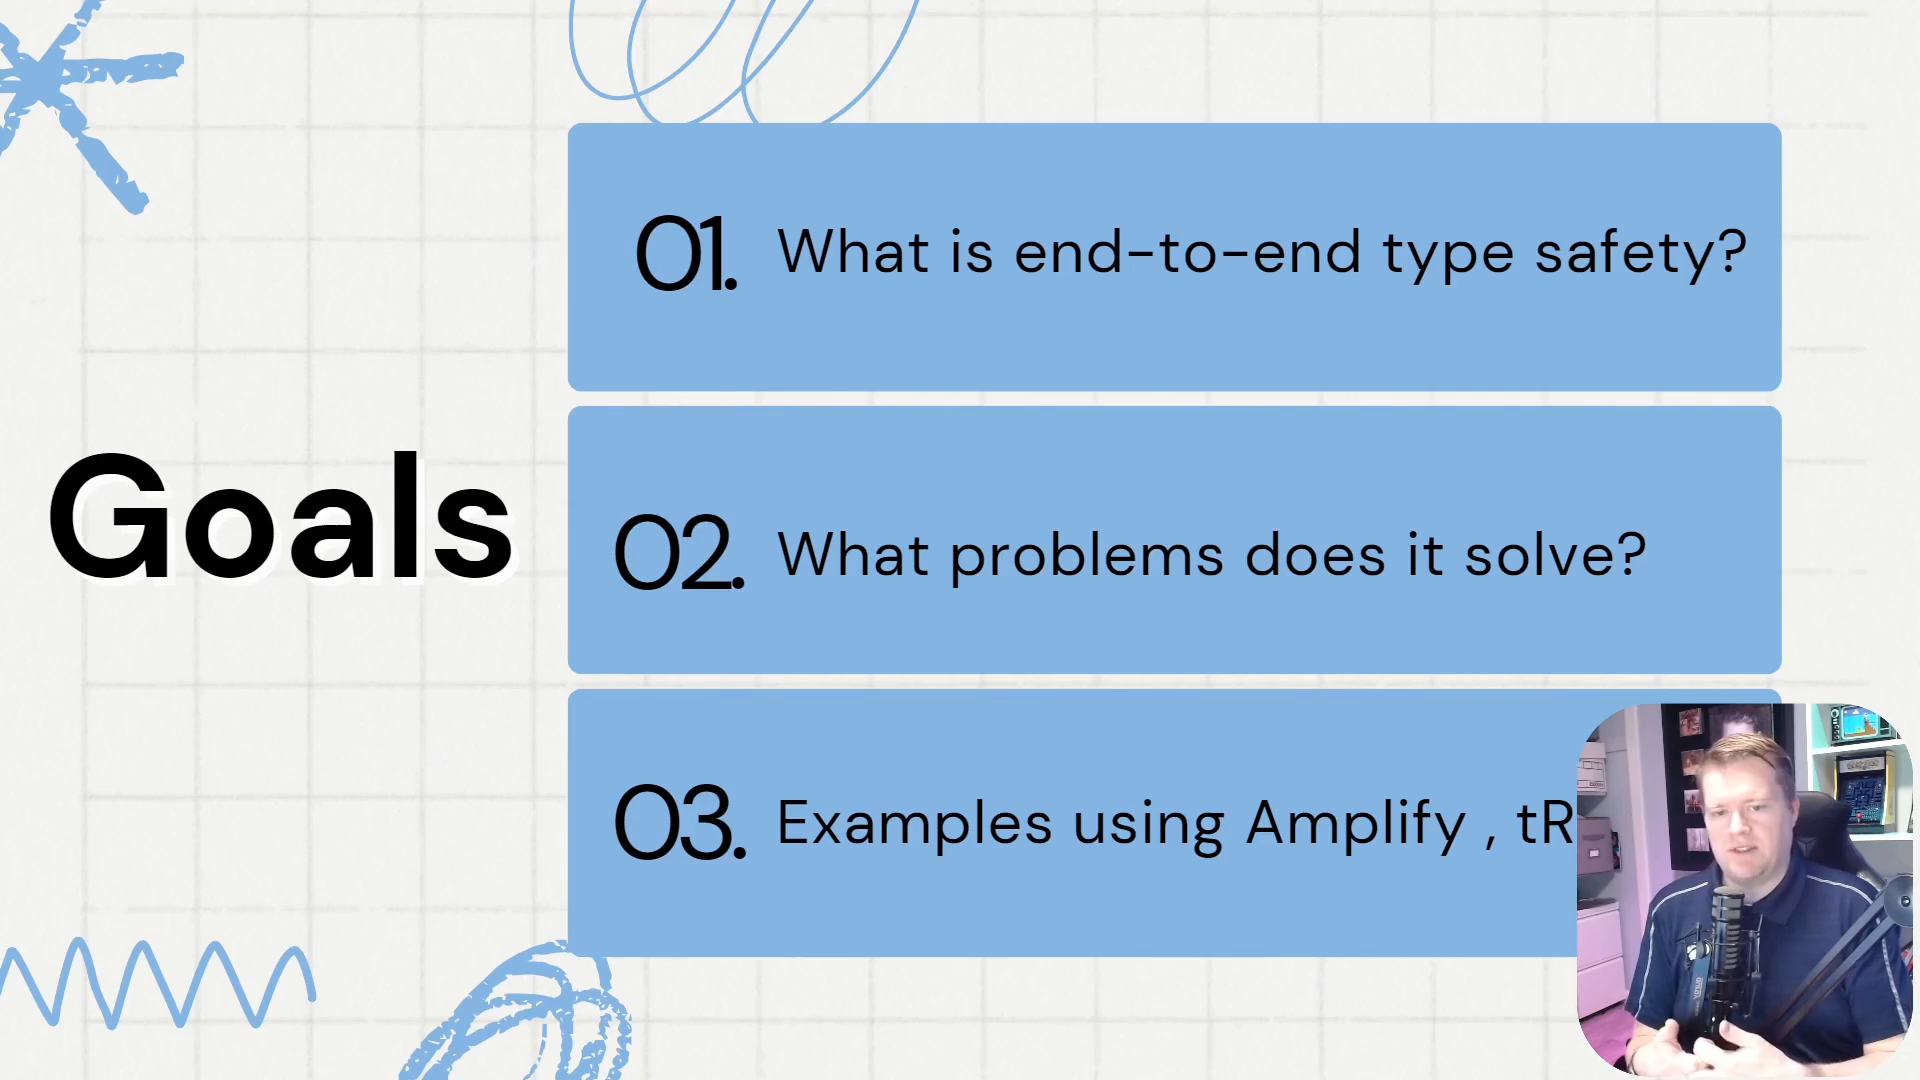 Goals
01. What is end-to-end type safety?
02. What problems does it solve?
03. Examples using Amplify , tR